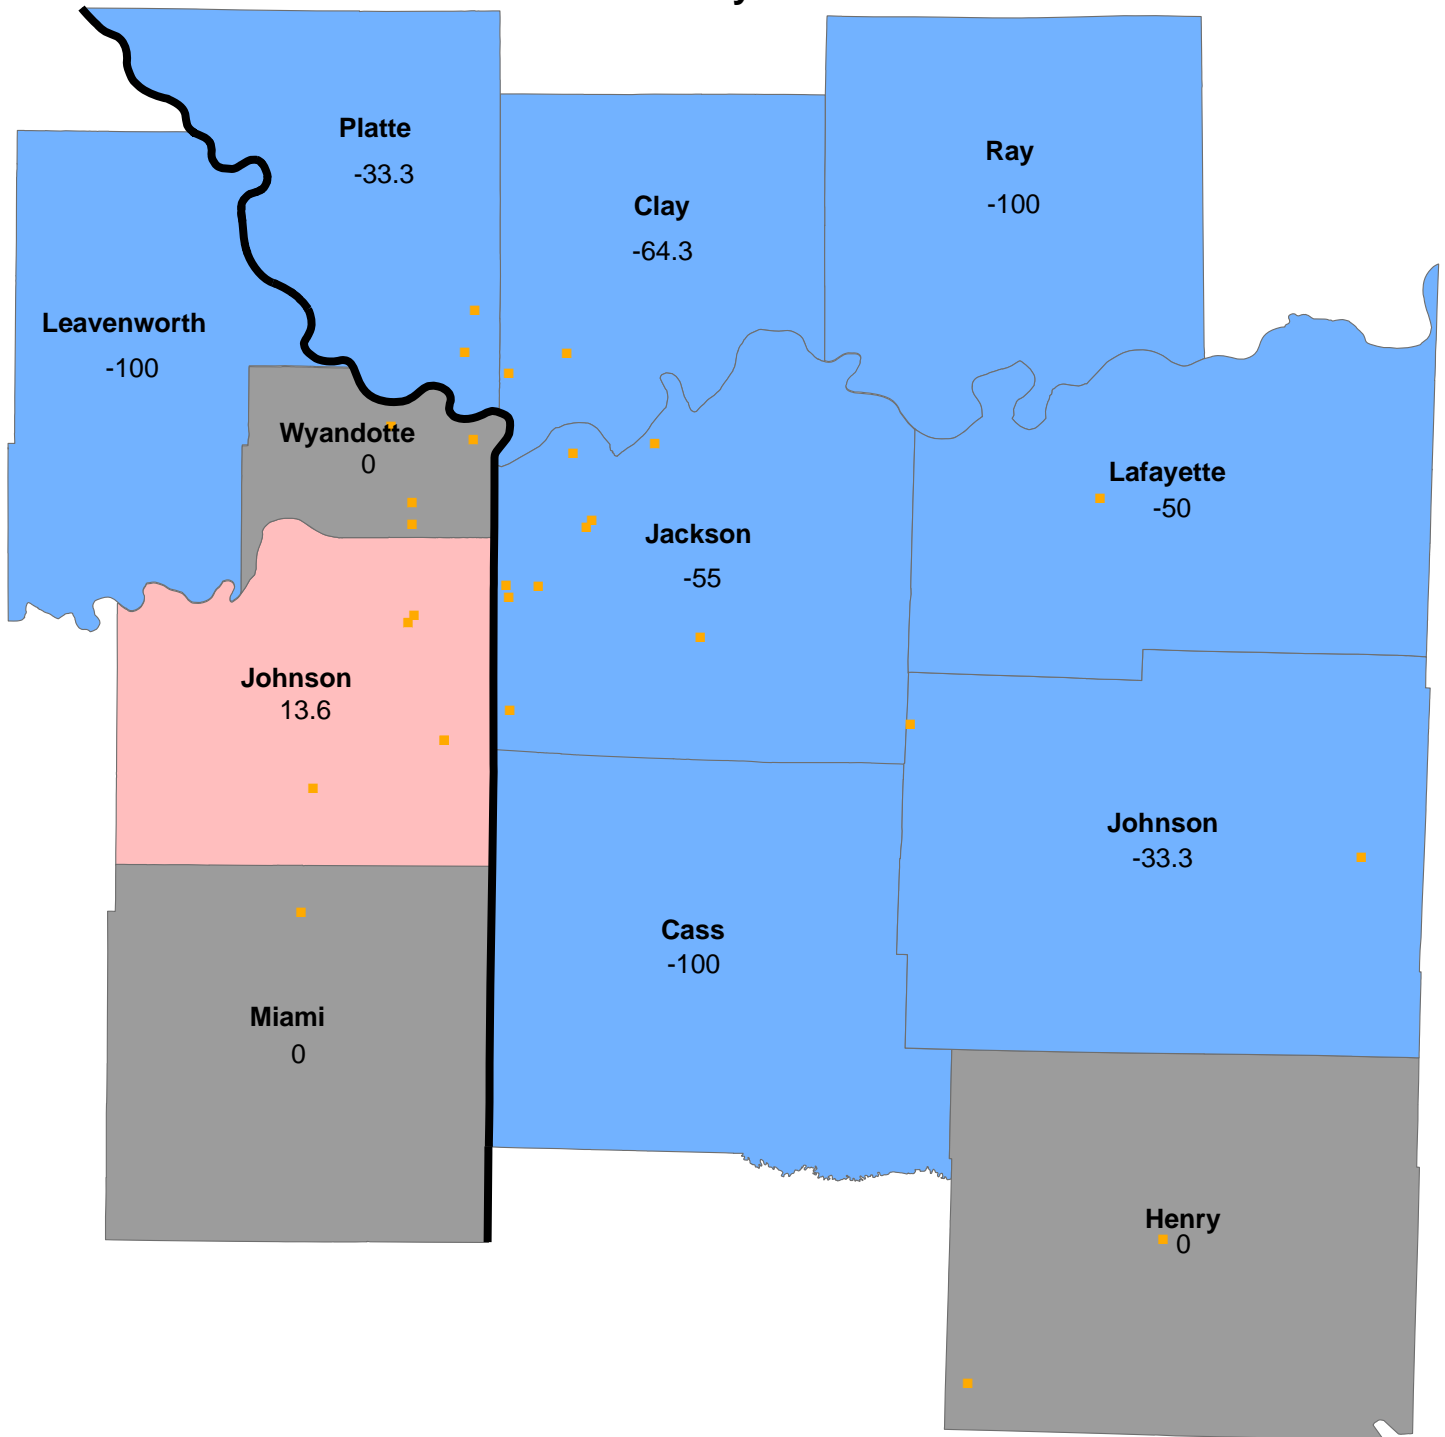 Platte
-33.3
Ray
-100
Clay
-64.3
Leavenworth
-100
Wyandotte
0
Lafayette
-50
Jackson
-55
Johnson
13.6
Johnson
-33.3
Cass
-100
Miami
0
Henry
0